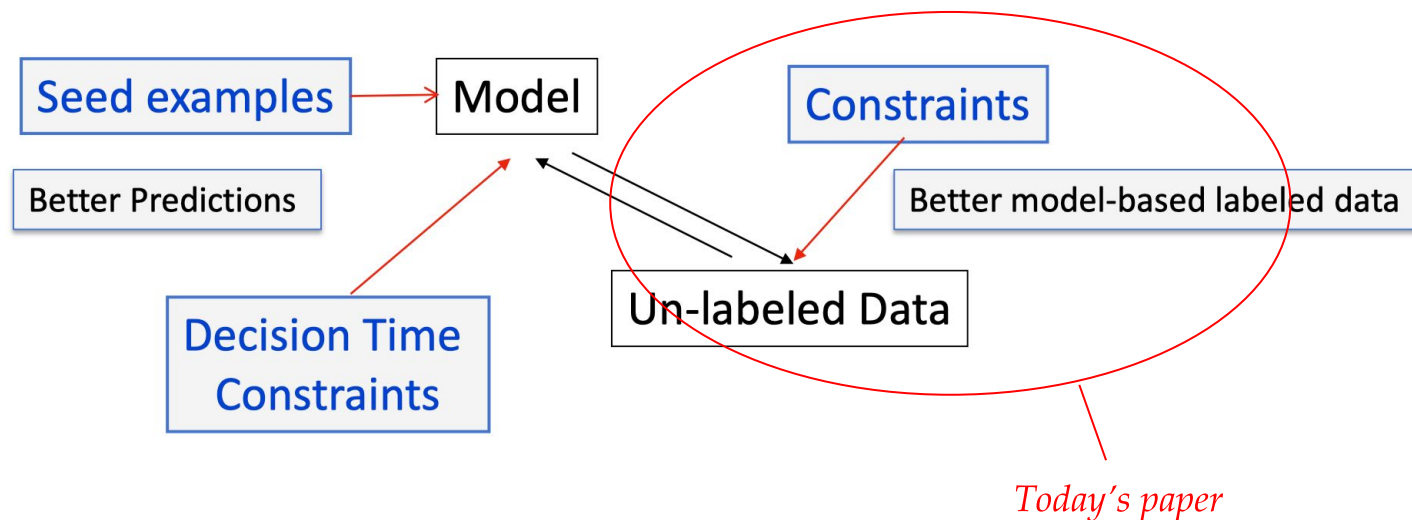 Seed examples
Model
Constraints
Better Predictions
Better model-based labeled data
Un-labeled Data
Decision Time
Constraints
Today's paper